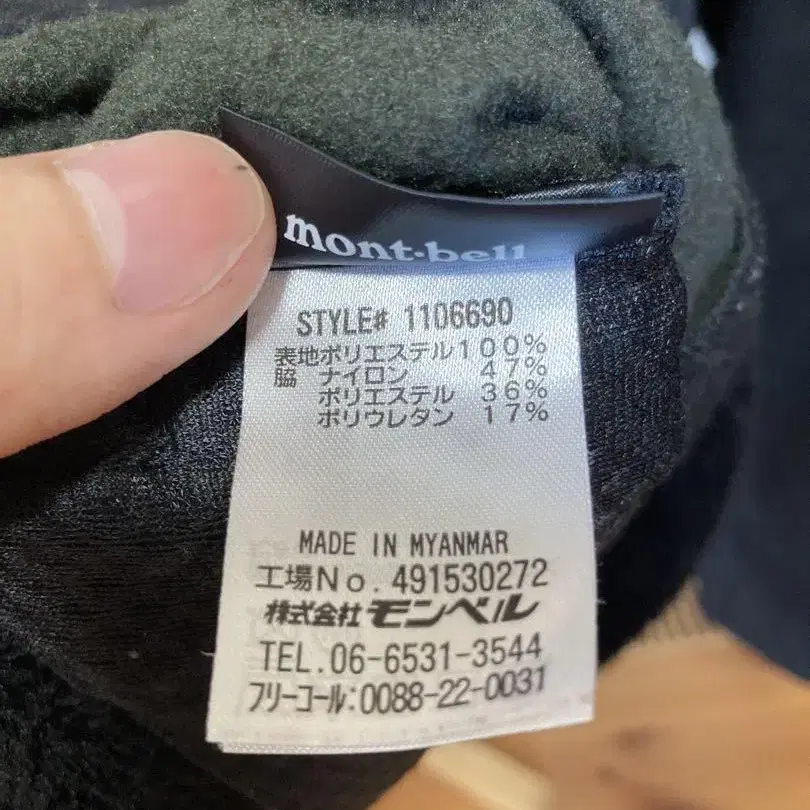 mont-bell
STYLE# 1106690
表地ポリエステル100%
脇 ナイロン 47%
ポリエステル 36%
ポリウレタン 17%
MADE IN MYANMAR
工場No.491530272
株式会社 モンベル
TEL.06-6531-3544
フリーコール:0088-22-0031